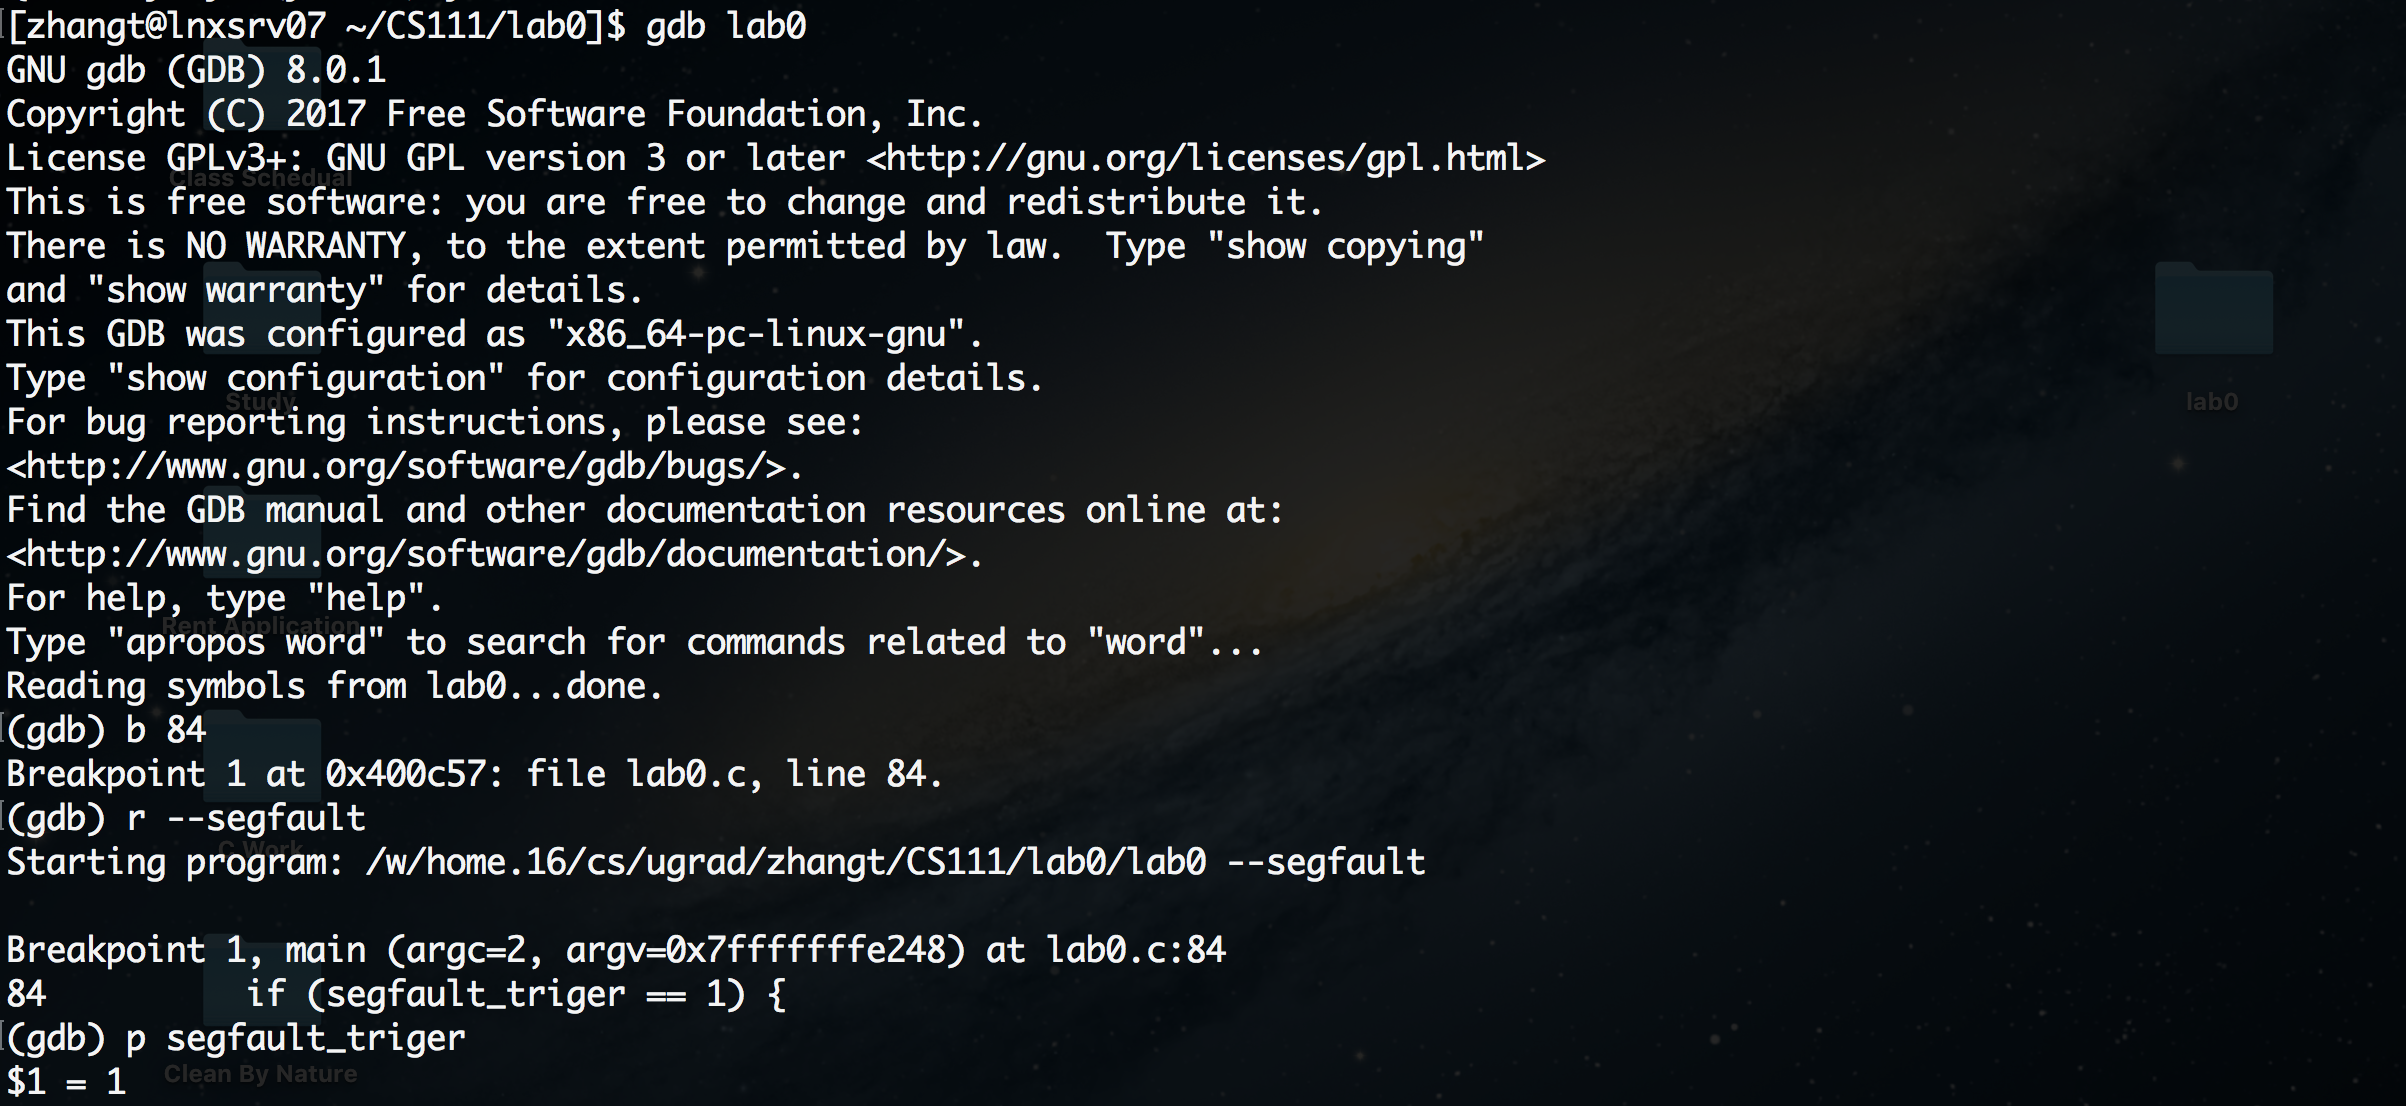 [zhangt@lnxsrv07 ~/CS111/lab0]$ gdb lab0
GNU gdb (GDB) 8.0.1
Copyright (C) 2017 Free Software Foundation, Inc.
License GPLv3+: GNU GPL version 3 or later <http://gnu.org/licenses/gpl.html>
Class Schedual
This is free software: you are free to change and redistribute it.
There is NO WARRANTY, to the extent permitted by law.  Type "show copying"
and "show warranty" for details.
This GDB was configured as "x86_64-pc-linux-gnu".
Type "show configuration" for configuration details.
Study
lab0
For bug reporting instructions, please see:
<http://www.gnu.org/software/gdb/bugs/>.
Find the GDB manual and other documentation resources online at:
<http://www.gnu.org/software/gdb/documentation/>.
For help, type "help".
Rent Application
Type "apropos word" to search for commands related to "word"...
Reading symbols from lab0...done.
(gdb) b 84
Breakpoint 1 at 0x400c57: file lab0.c, line 84.
(gdb) r --segfault
C Work
Starting program: /w/home.16/cs/ugrad/zhangt/CS111/lab0/lab0 --segfault
Breakpoint 1, main (argc=2, argv=0x7fffffffe248) at lab0.c:84
84          if (segfault_triger == 1) {
(gdb) p segfault_triger
$1 = 1
Clean By Nature